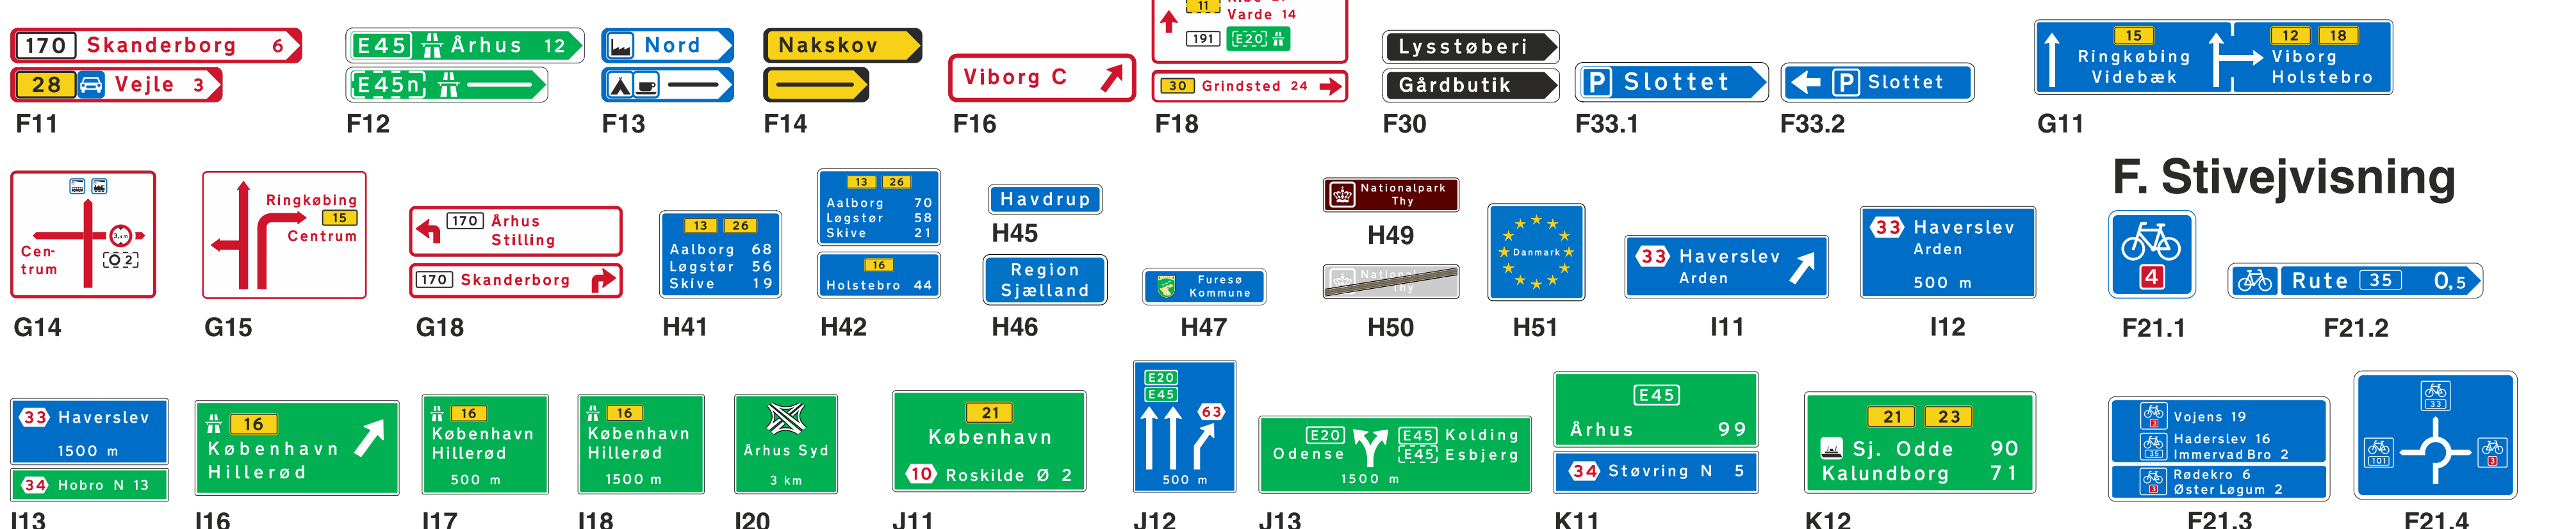 170 Skanderborg 6
28 Vejle 3
F11
E45 Århus 12
E45n
F12
Nord
F13
Nakskov
F14
Viborg C
F16
11
Varde 14
191 E20
30 Grindsted 24
F18
Lysstøberi
Gårdbutik
F30
P Slottet
F33.1
P Slottet
F33.2
15
Ringkøbing
Videbæk
12 18
Viborg
Holstebro
G11
Cen-
trum
G14
Ringkøbing
15
Centrum
G15
170 Århus
Stilling
170 Skanderborg
G18
13 26
Aalborg 68
Løgstør 56
Skive 19
H41
13 26
Aalborg 70
Løgstør 58
Skive 21
16
Holstebro 44
H42
Havdrup
H45
Region
Sjælland
H46
Furesø
Kommune
H47
Nationalpark
Thy
H49
Thy
H50
Danmark
H51
33 Haverslev
Arden
I11
33 Haverslev
Arden
500 m
I12
F. Stivejvisning
4
F21.1
Rute 35 0,5
F21.2
33 Haverslev
1500 m
34 Hobro N 13
I13
16
København
Hillerød
I16
16
København
Hillerød
500 m
I17
16
København
Hillerød
1500 m
I18
Århus Syd
3 km
I20
21
København
10 Roskilde Ø 2
J11
E20
E45
63
500 m
J12
E20
Odense
E45 Kolding
E45 Esbjerg
1500 m
J13
E45
Århus 99
34 Støvring N 5
K11
21 23
Sj. Odde 90
Kalundborg 71
K12
Vojens 19
3
Haderslev 16
35 Immervad Bro 2
Rødekro 6
3 Øster Løgum 2
F21.3
33
101
3
F21.4